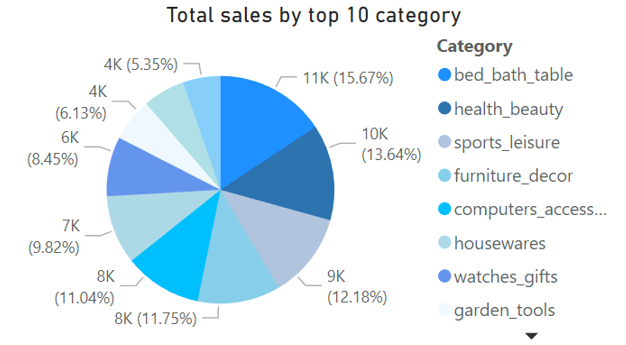 Total sales by top 10 category
Category
bed_bath_table
health_beauty
sports_leisure
furniture_decor
computers_access...
housewares
watches_gifts
garden_tools
11K (15.67%)
10K
(13.64%)
9K
(12.18%)
8K (11.75%)
8K
(11.04%)
7K
(9.82%)
6K
(8.45%)
4K
(6.13%)
4K (5.35%)